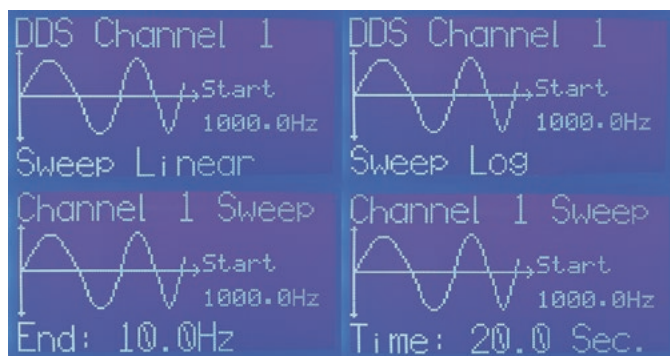 DDS Channel 1
Start
1000.0Hz
Sweep Linear
DDS Channel 1
Start
1000.0Hz
Sweep Log
Channel 1 Sweep
Start
1000.0Hz
End: 10.0Hz
Channel 1 Sweep
Start
1000.0Hz
Time: 20.0 Sec.